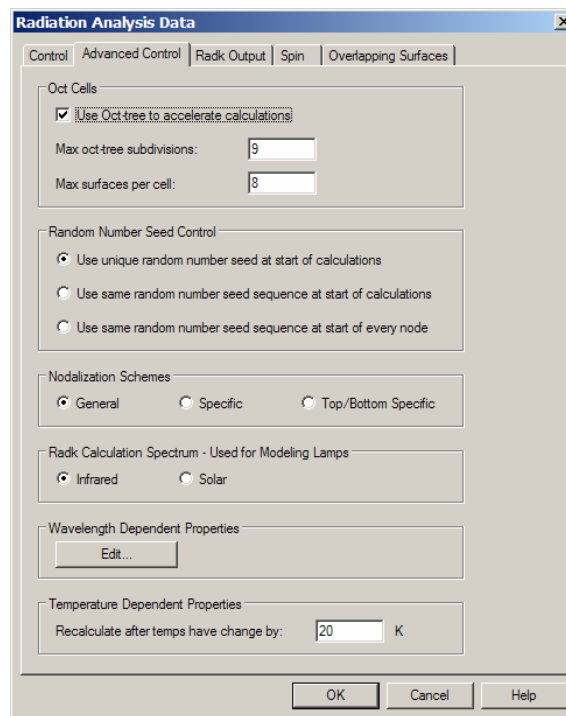 Radiation Analysis Data
Control Advanced Control Radk Output Spin Overlapping Surfaces
Oct Cells
Use Oct-tree to accelerate calculations
Max oct-tree subdivisions: 9
Max surfaces per cell: 8
Random Number Seed Control
Use unique random number seed at start of calculations
Use same random number seed sequence at start of calculations
Use same random number seed sequence at start of every node
Nodalization Schemes
General Specific Top/Bottom Specific
Radk Calculation Spectrum - Used for Modeling Lamps
Infrared Solar
Wavelength Dependent Properties
Edit...
Temperature Dependent Properties
Recalculate after temps have change by: 20 K
OK Cancel Help